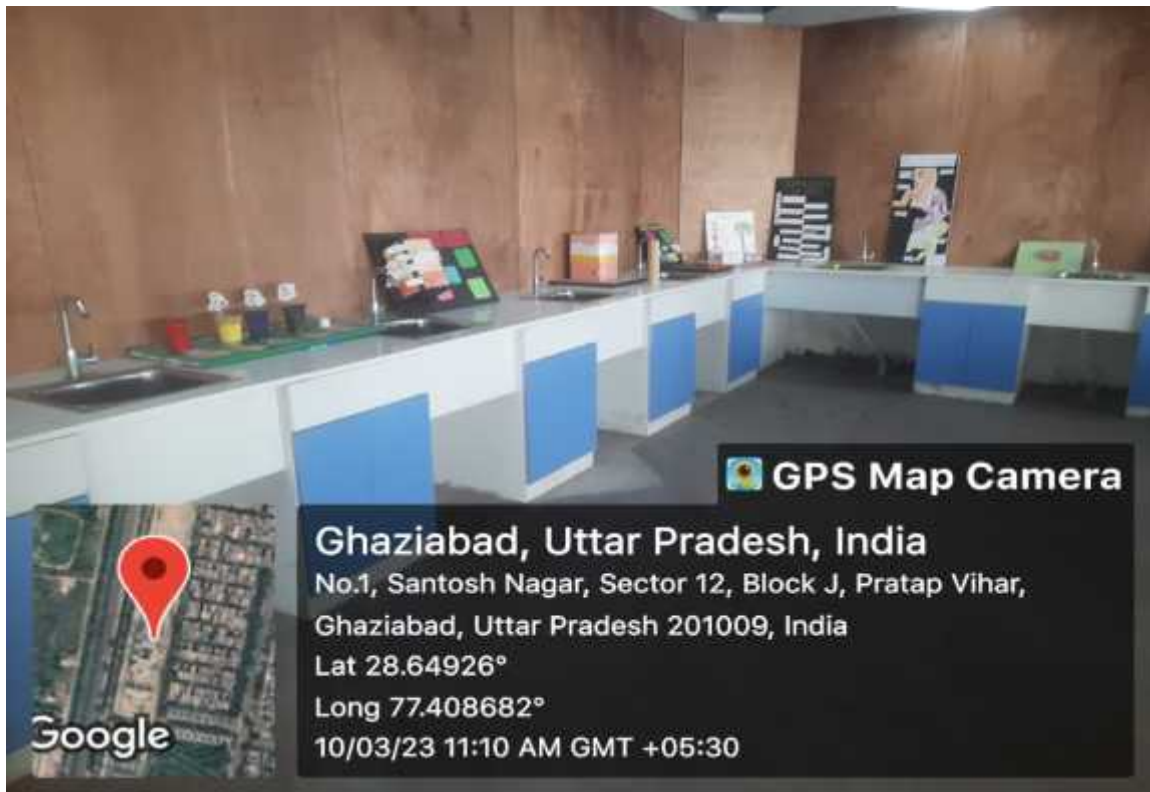 GPS Map Camera
Ghaziabad, Uttar Pradesh, India
No.1, Santosh Nagar, Sector 12, Block J, Pratap Vihar,
Ghaziabad, Uttar Pradesh 201009, India
Lat 28.64926°
Long 77.408682°
10/03/23 11:10 AM GMT +05:30
Google